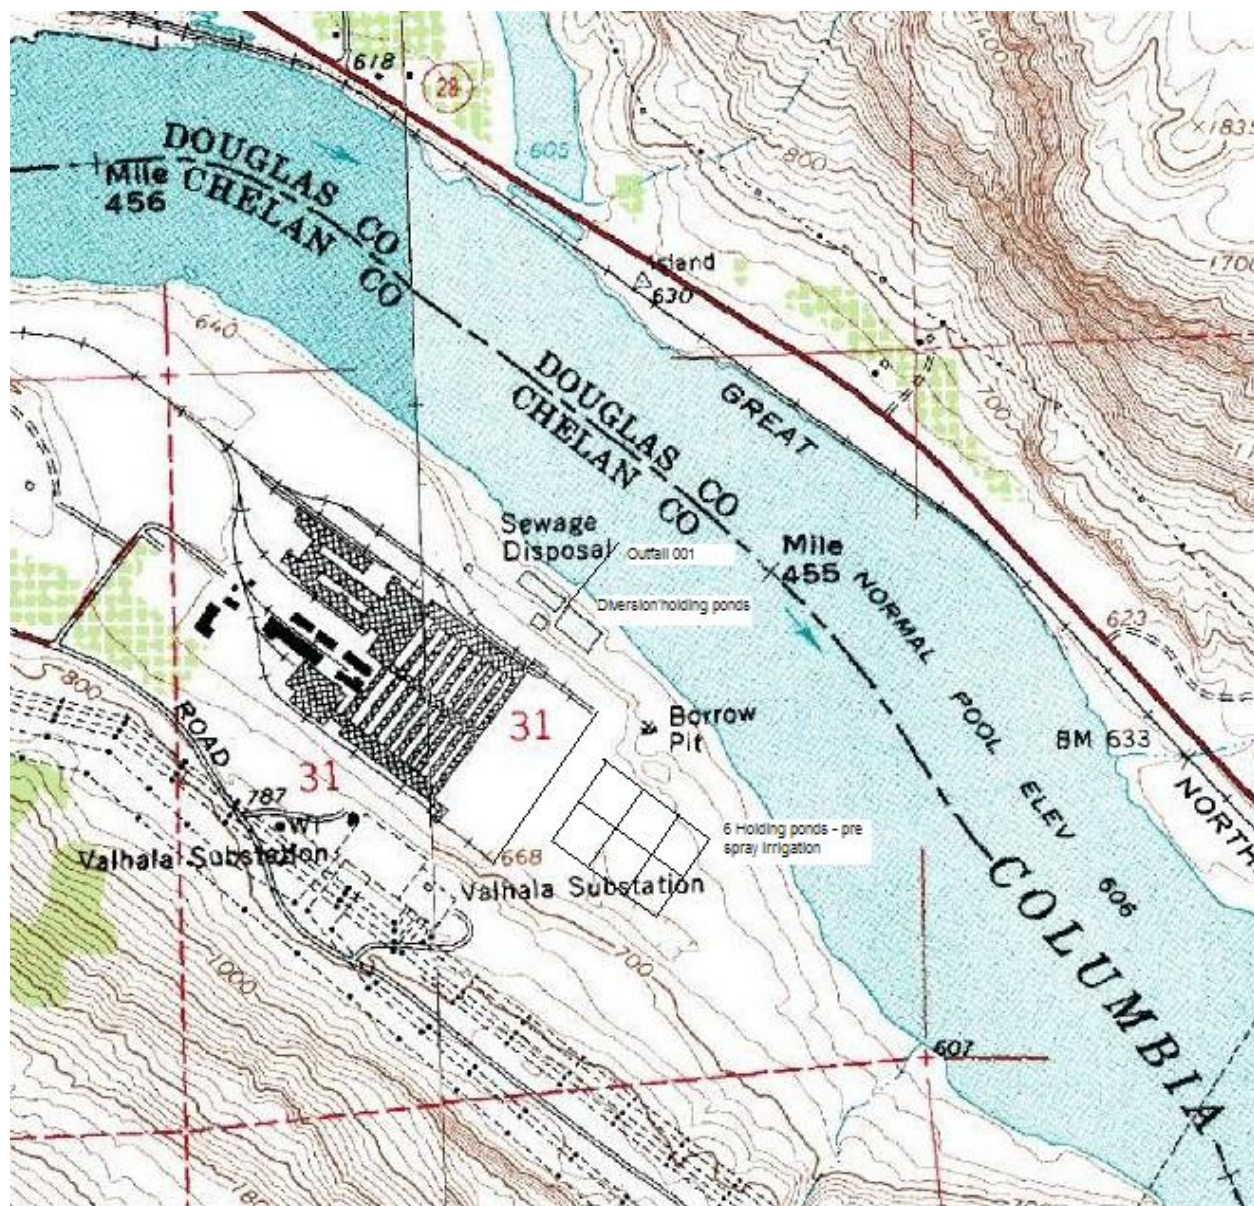 618
28
DOUGLAS CO
CHELAN CO
Mile
456
605
800
1835
1700
Island
630
640
DOUGLAS CO
CHELAN CO
GREAT
700
Sewage
Disposal
Outfall 001
Mile
455
Diversion holding ponds
NORMAL POOL ELEV 606
623
800
ROAD
31
31
Borrow
Pit
BM 633
NORTH
787
WT
Valhala Substation
668
6 Holding ponds - pre
spray irrigation
Valhala Substation
COLUMBIA
700
1000
607